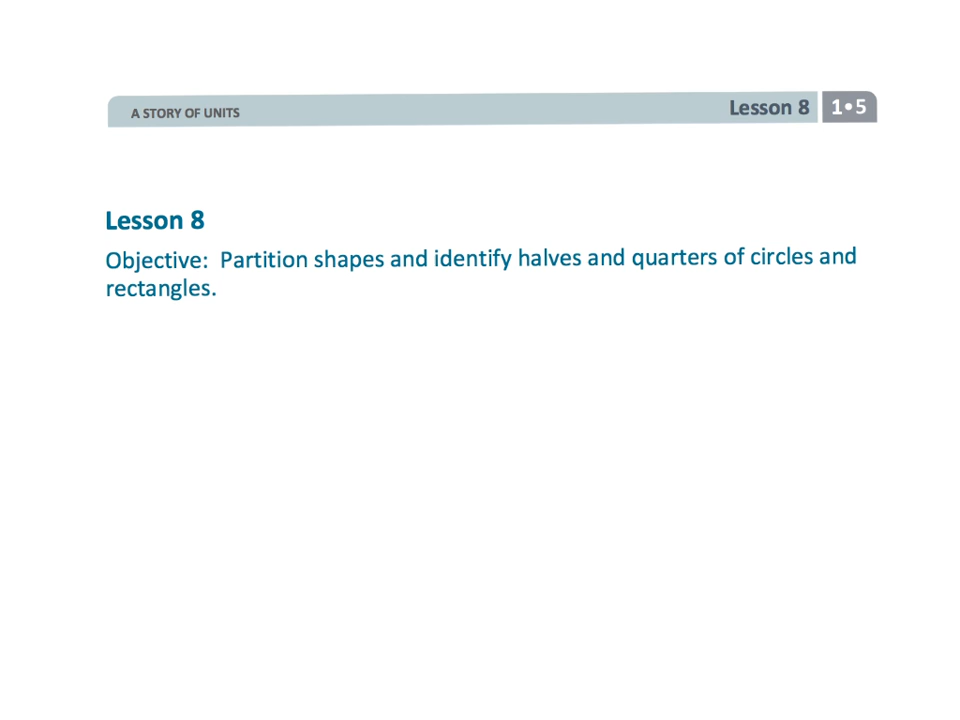 A STORY OF UNITS
Lesson 8 1•5
Lesson 8
Objective: Partition shapes and identify halves and quarters of circles and
rectangles.